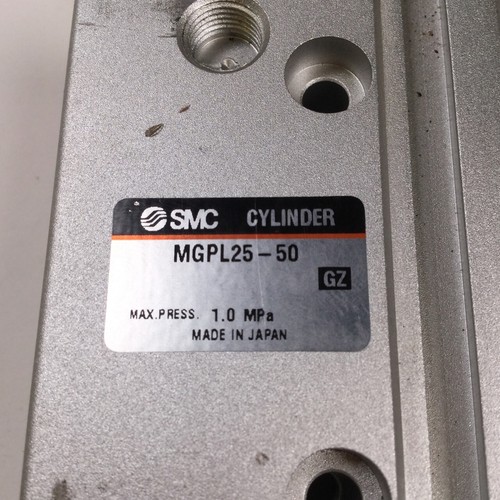 SMC CYLINDER
MGPL25-50
GZ
MAX.PRESS. 1.0 MPa
MADE IN JAPAN